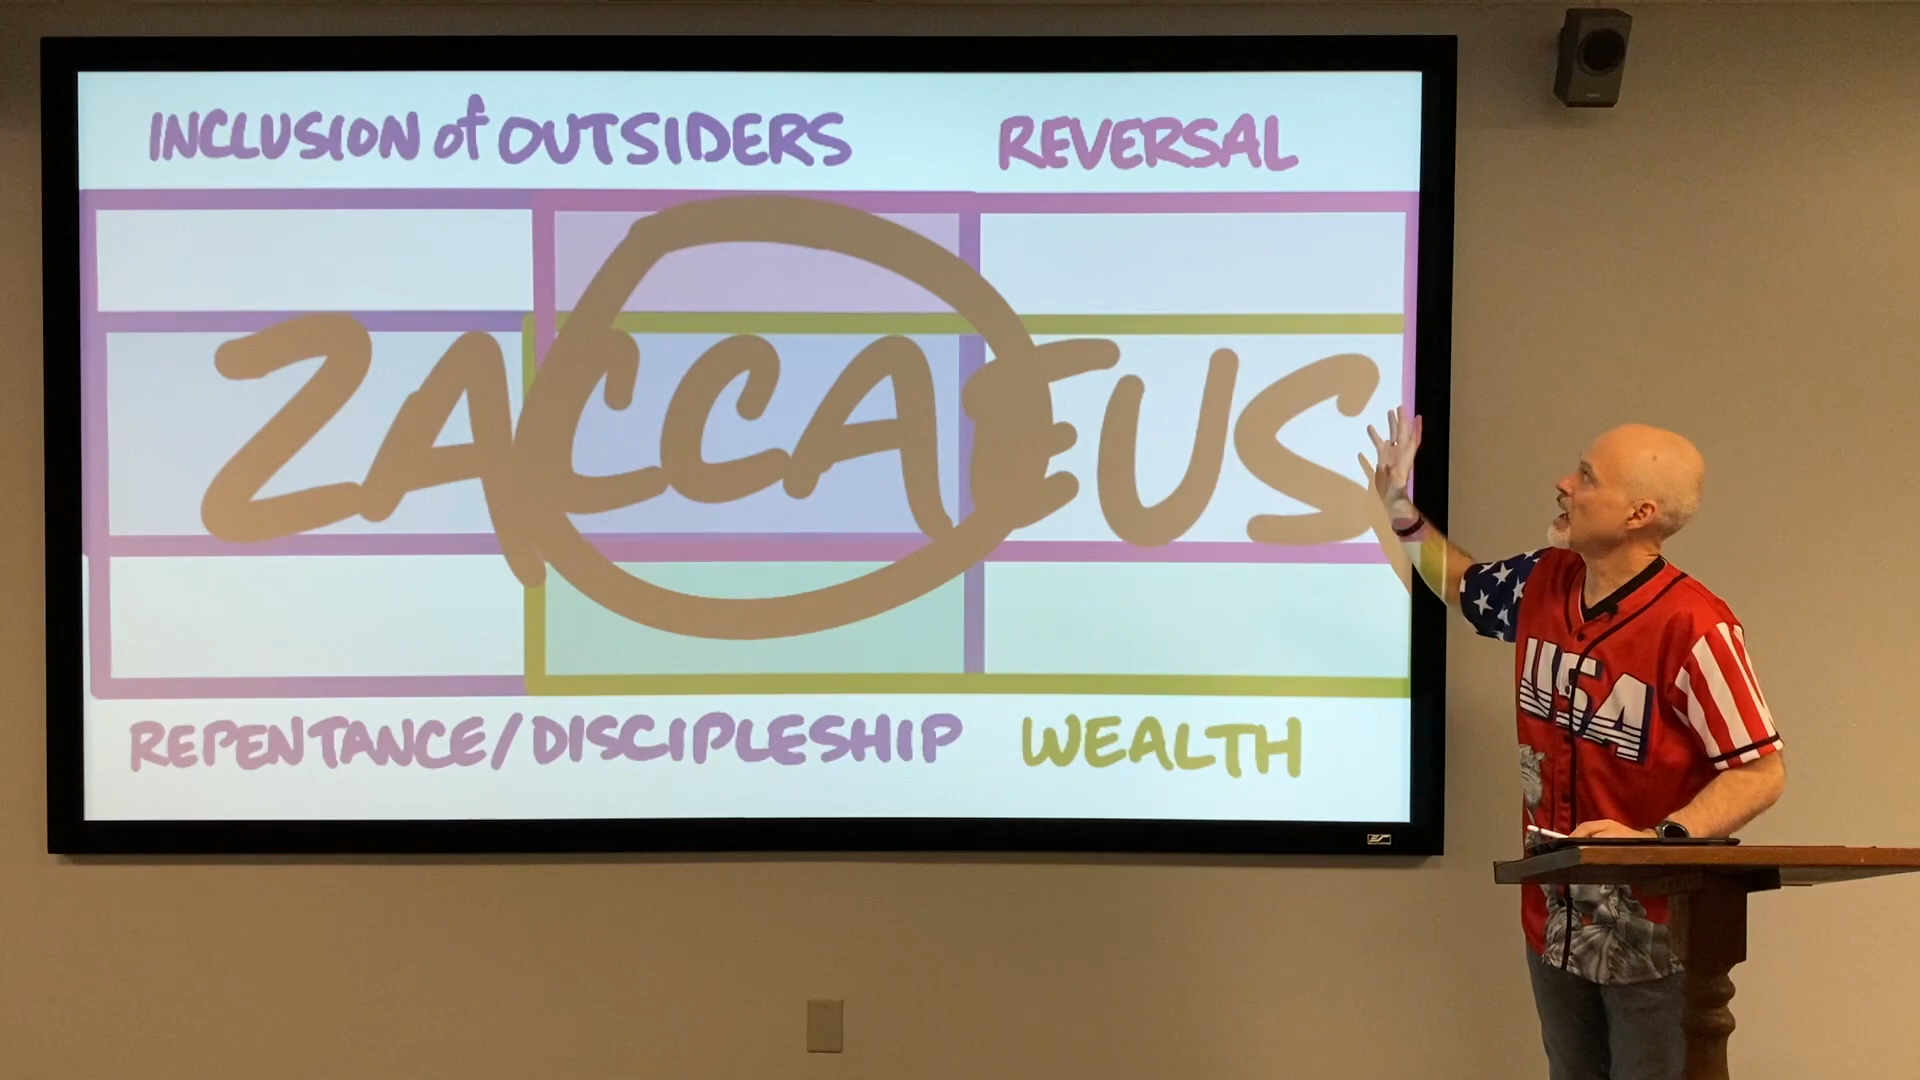 INCLUSION of OUTSIDERS
REVERSAL
ZACCAEUS
REPENTANCE/DISCIPLESHIP
WEALTH
USA